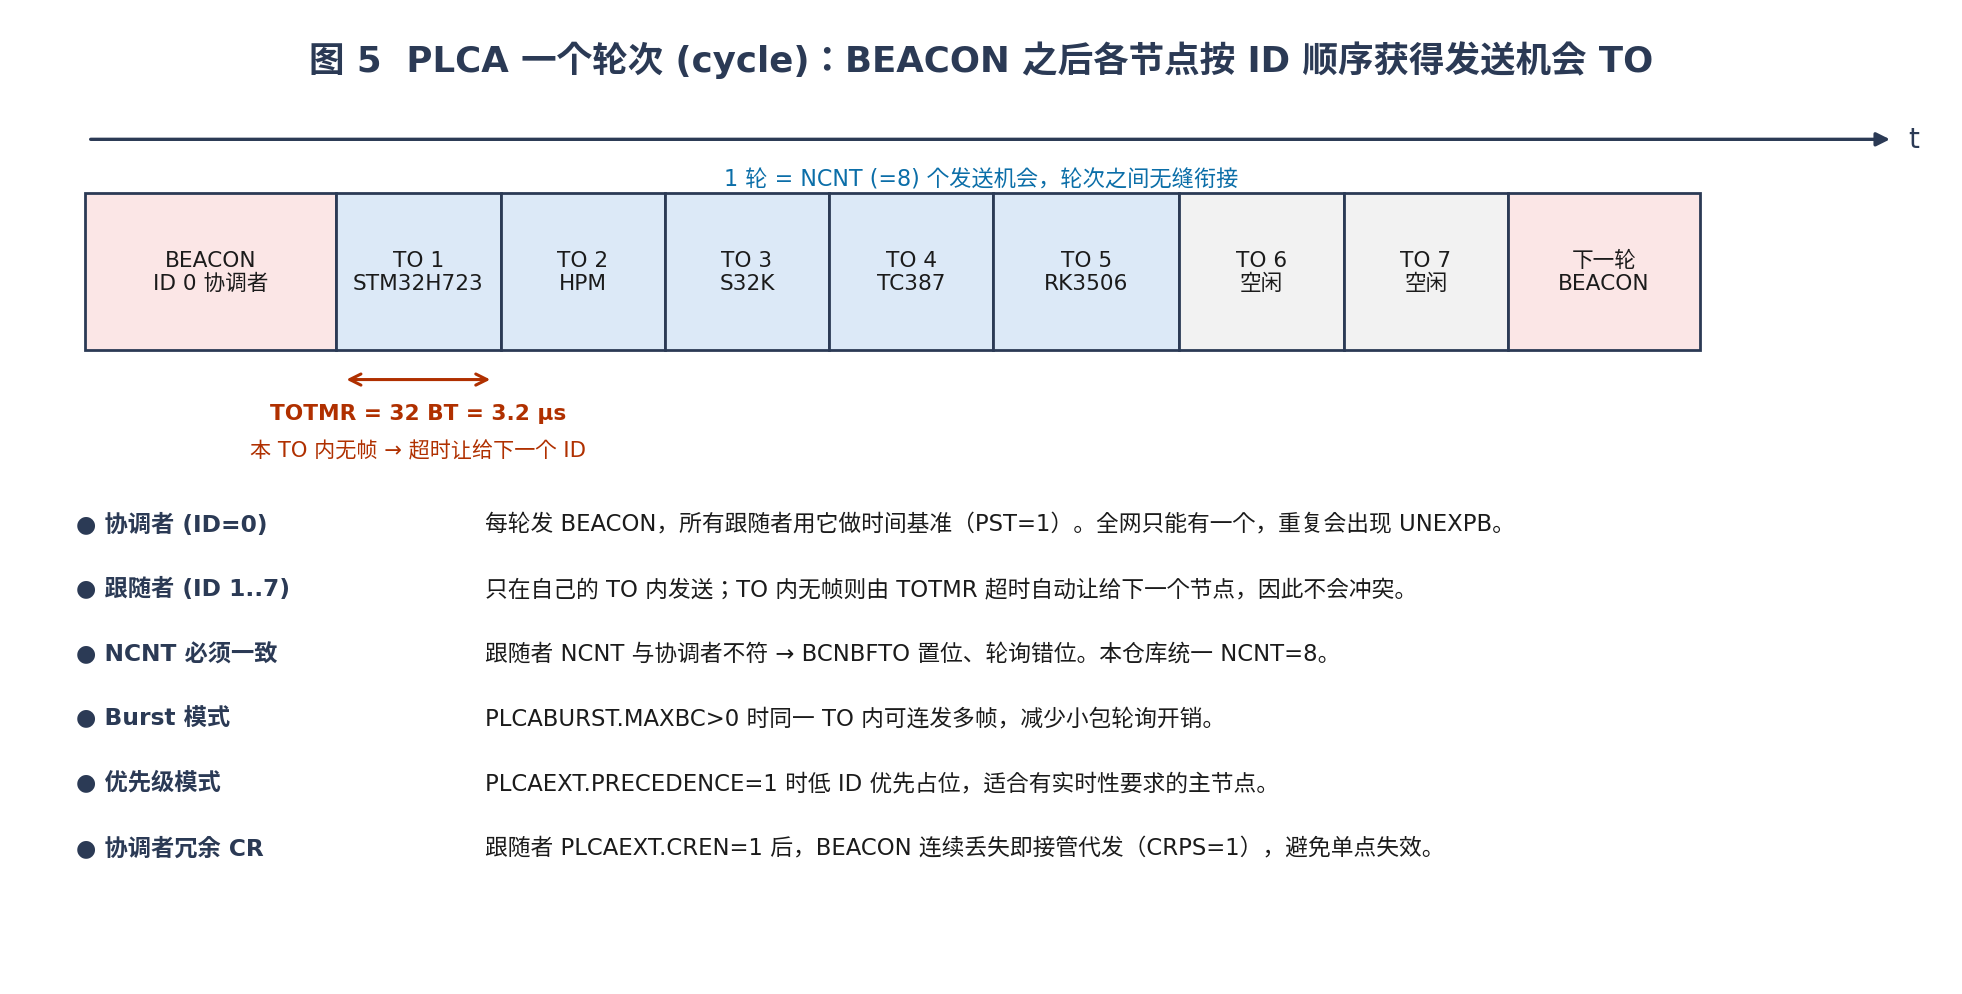 图 5 PLCA 一个轮次 (cycle)：BEACON 之后各节点按 ID 顺序获得发送机会 TO
t
1 轮 = NCNT (=8) 个发送机会，轮次之间无缝衔接
BEACON
ID 0 协调者
TO 1
STM32H723
TO 2
HPM
TO 3
S32K
TO 4
TC387
TO 5
RK3506
TO 6
空闲
TO 7
空闲
下一轮
BEACON
TOTMR = 32 BT = 3.2 µs
本 TO 内无帧 → 超时让给下一个 ID
● 协调者 (ID=0) 每轮发 BEACON，所有跟随者用它做时间基准（PST=1）。全网只能有一个，重复会出现 UNEXPB。
● 跟随者 (ID 1..7) 只在自己的 TO 内发送；TO 内无帧则由 TOTMR 超时自动让给下一个节点，因此不会冲突。
● NCNT 必须一致 跟随者 NCNT 与协调者不符 → BCNBFTO 置位、轮询错位。本仓库统一 NCNT=8。
● Burst 模式 PLCABURST.MAXBC>0 时同一 TO 内可连发多帧，减少小包轮询开销。
● 优先级模式 PLCAEXT.PRECEDENCE=1 时低 ID 优先占位，适合有实时性要求的主节点。
● 协调者冗余 CR 跟随者 PLCAEXT.CREN=1 后，BEACON 连续丢失即接管代发（CRPS=1），避免单点失效。